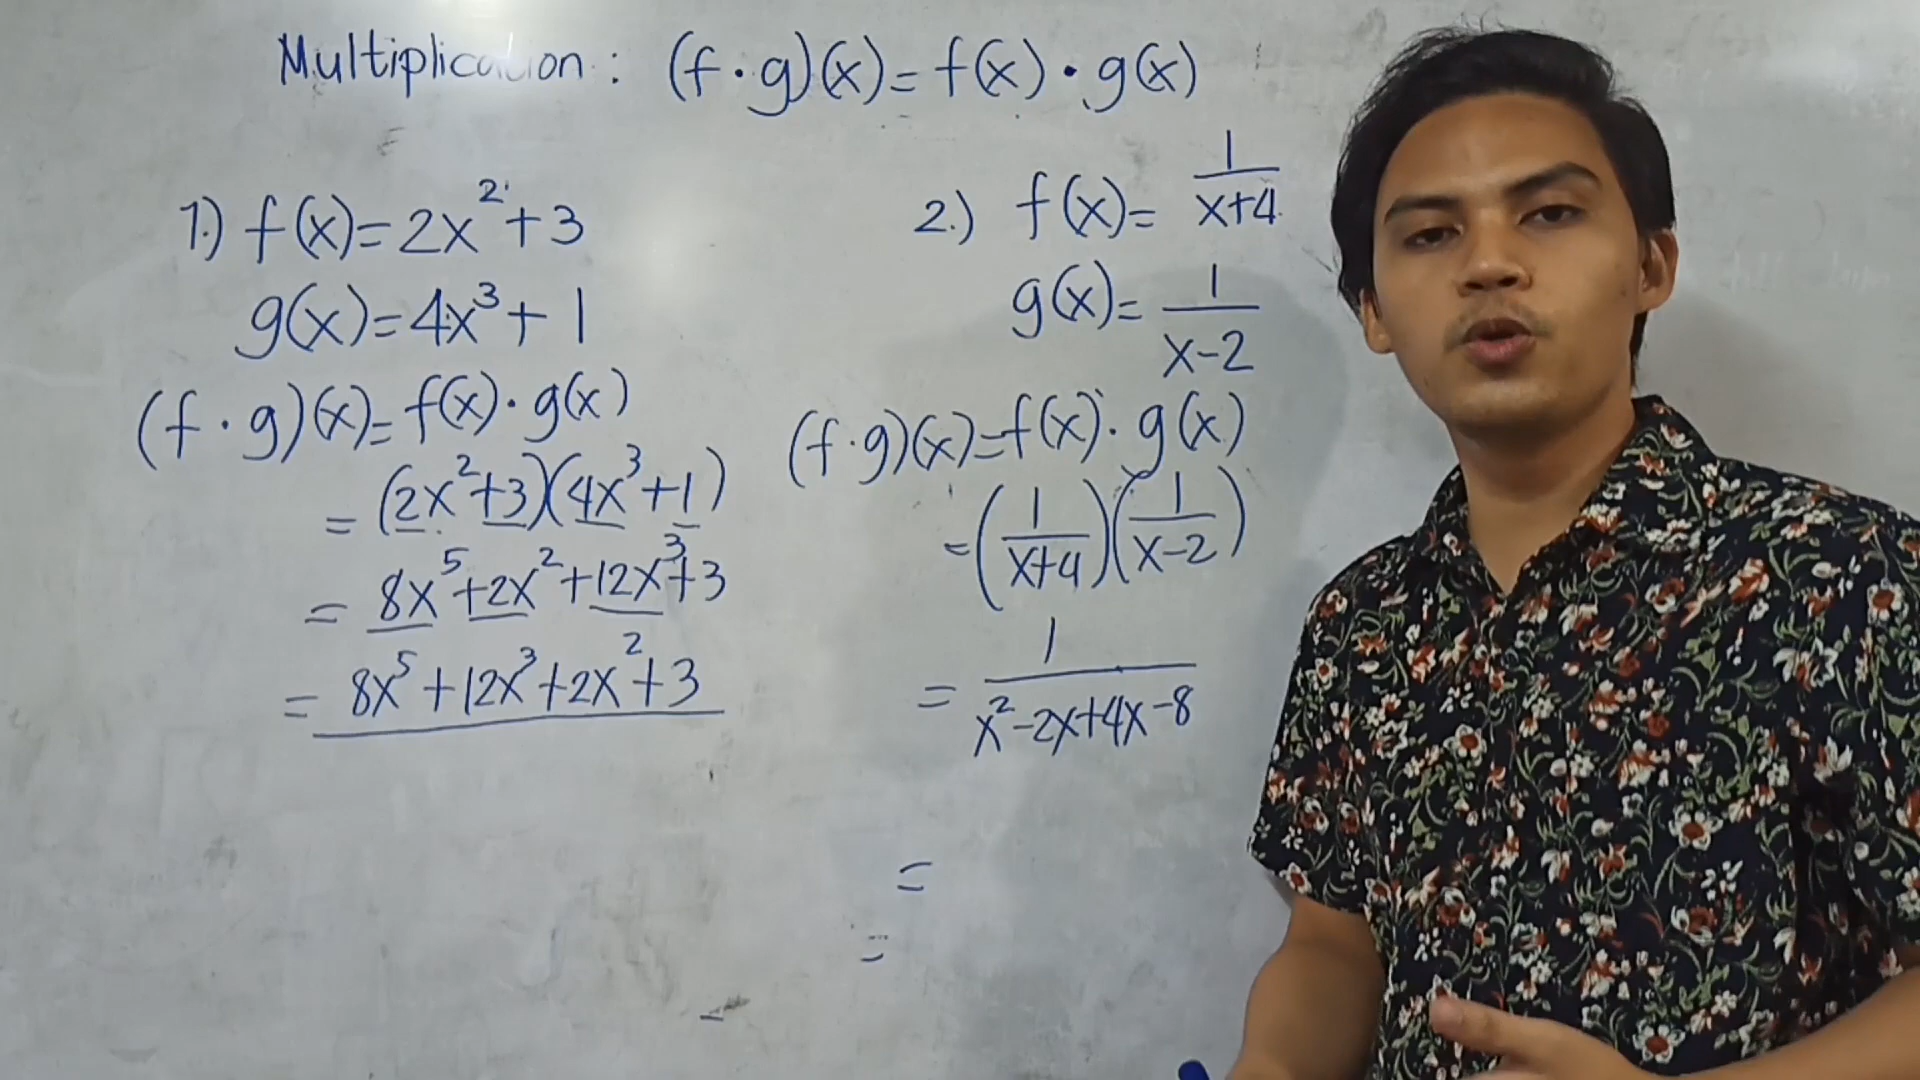 Multiplication : (f · g)(x) = f(x) · g(x)
1.) f(x) = 2x² + 3
g(x) = 4x³ + 1
(f · g)(x) = f(x) · g(x)
= (2x² + 3)(4x³ + 1)
= 8x⁵ + 2x² + 12x³ + 3
= 8x⁵ + 12x³ + 2x² + 3
2.) f(x) = 1/(x+4)
g(x) = 1/(x-2)
(f · g)(x) = f(x) · g(x)
= (1/(x+4))(1/(x-2))
= 1/(x² - 2x + 4x - 8)
=
=